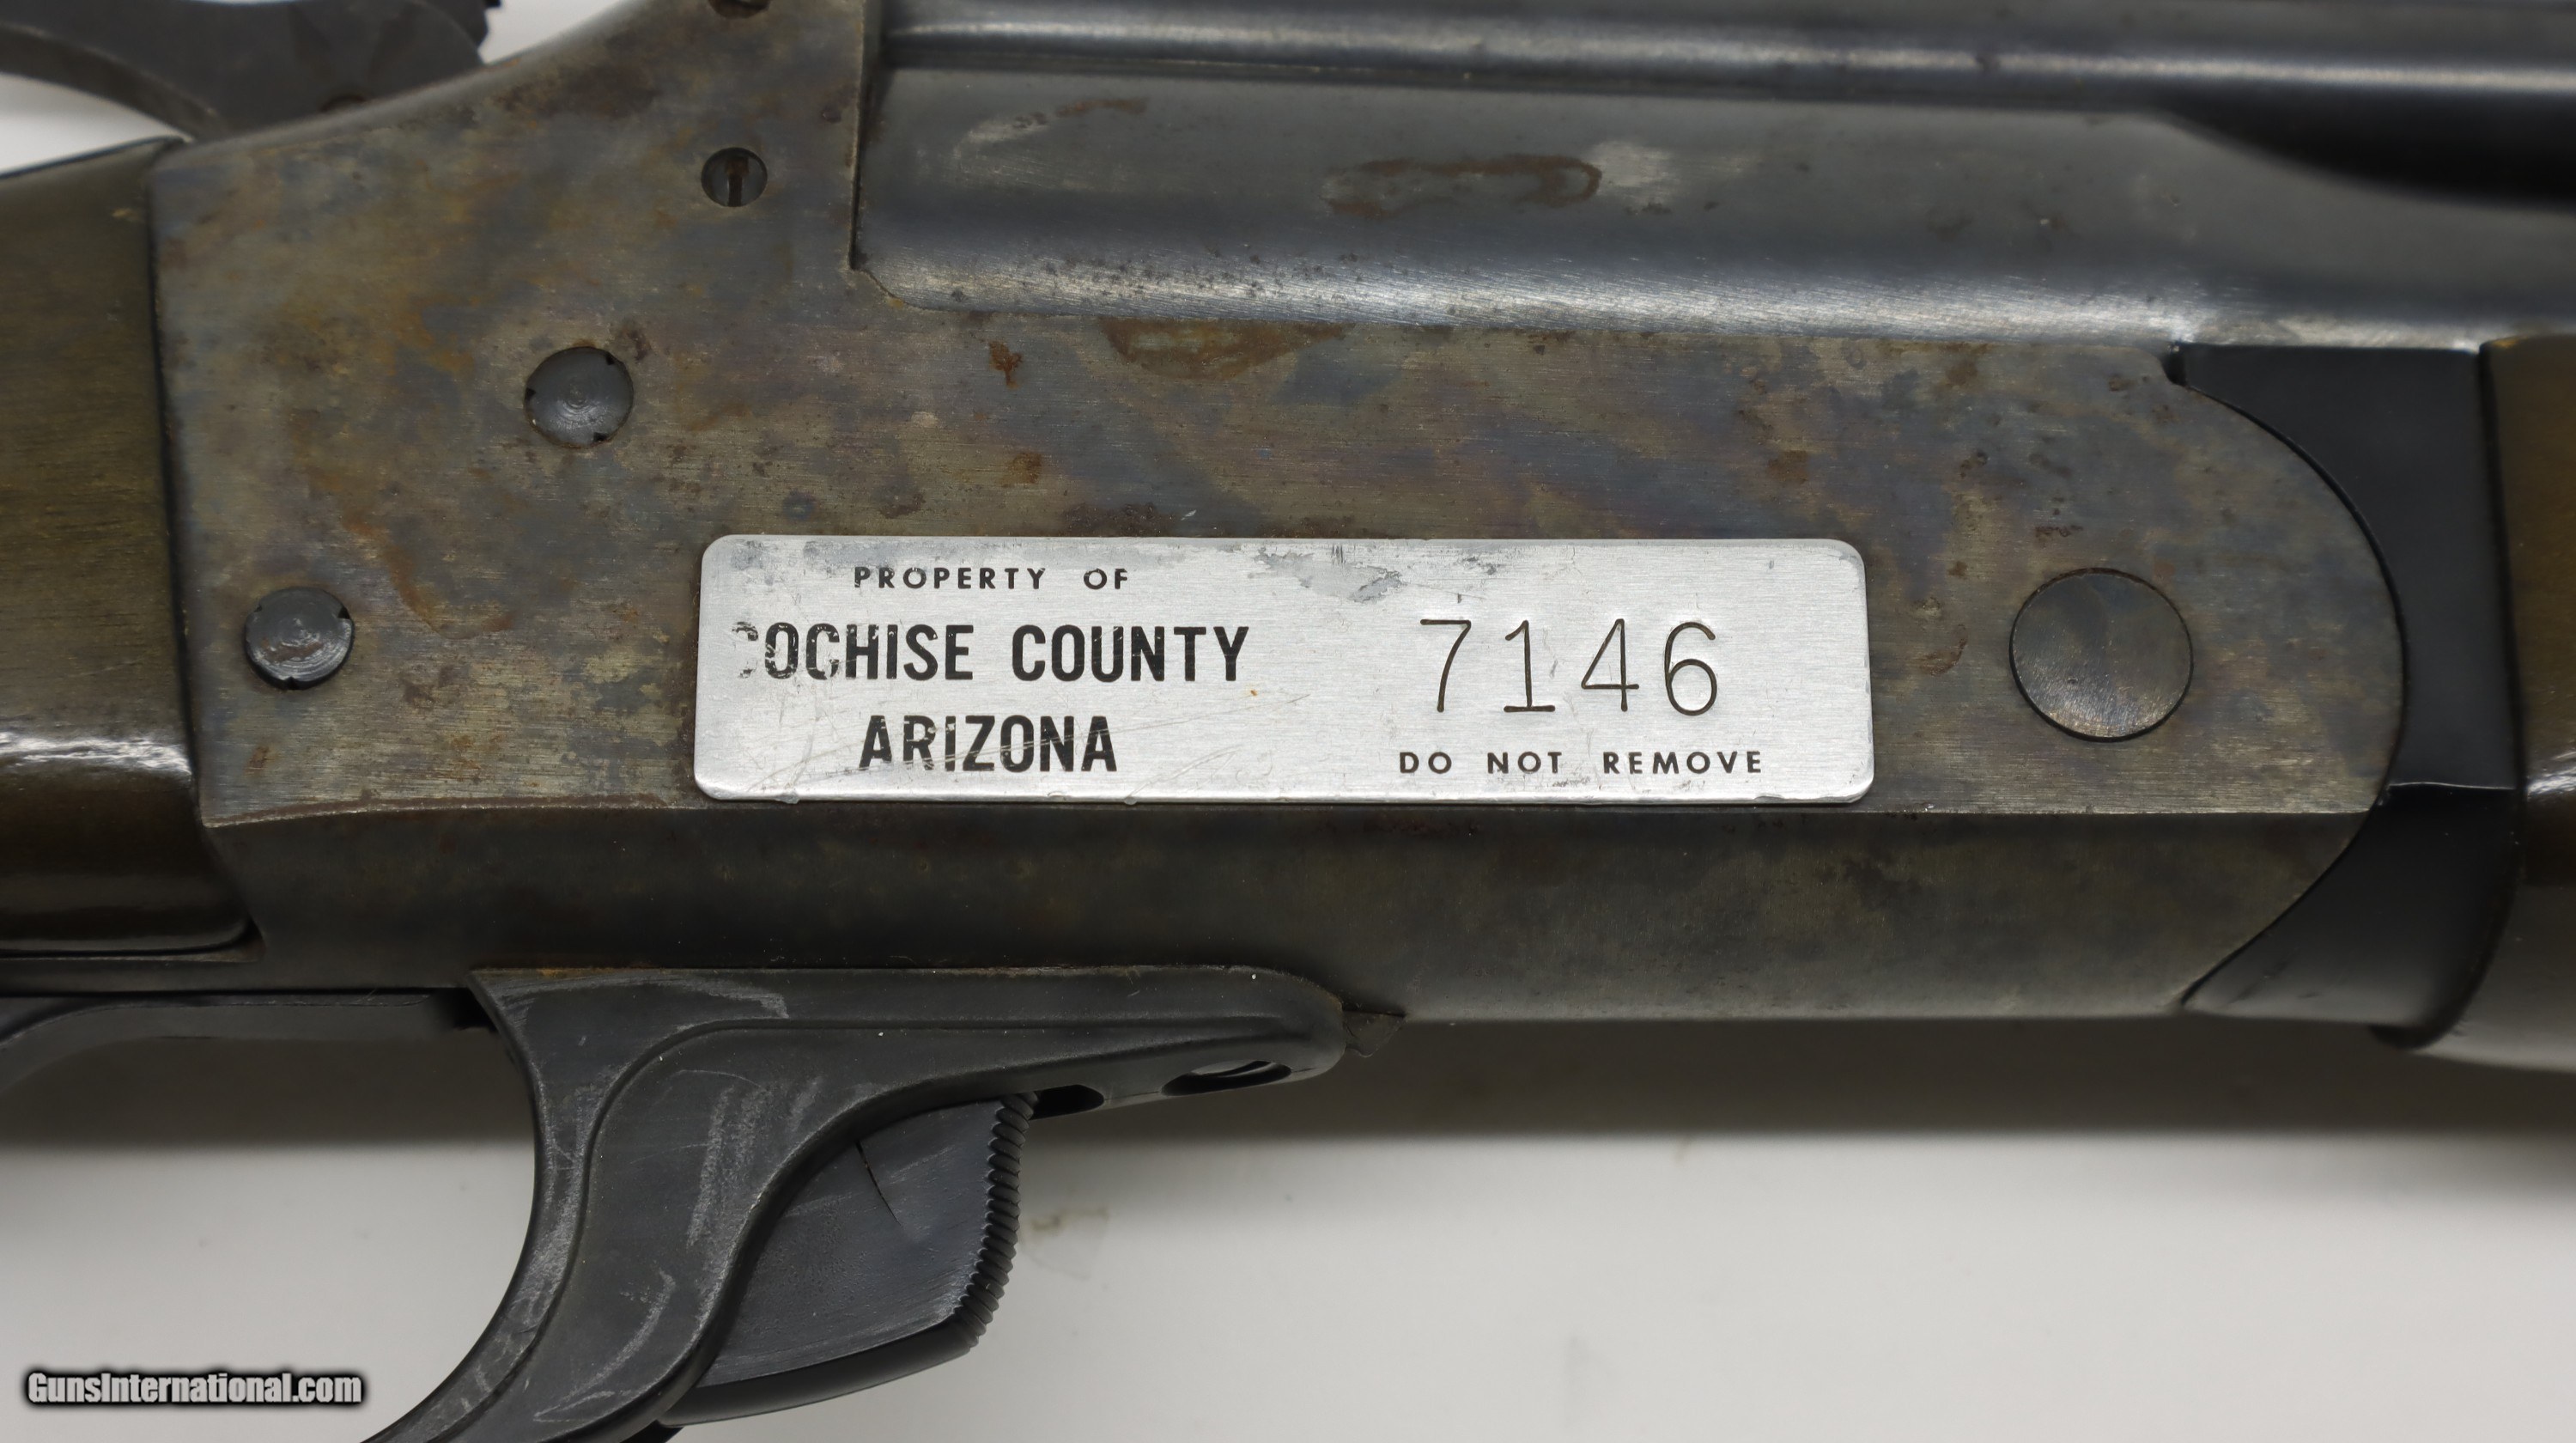 PROPERTY OF
COCHISE COUNTY
ARIZONA
7146
DO NOT REMOVE
GunsInternational.com